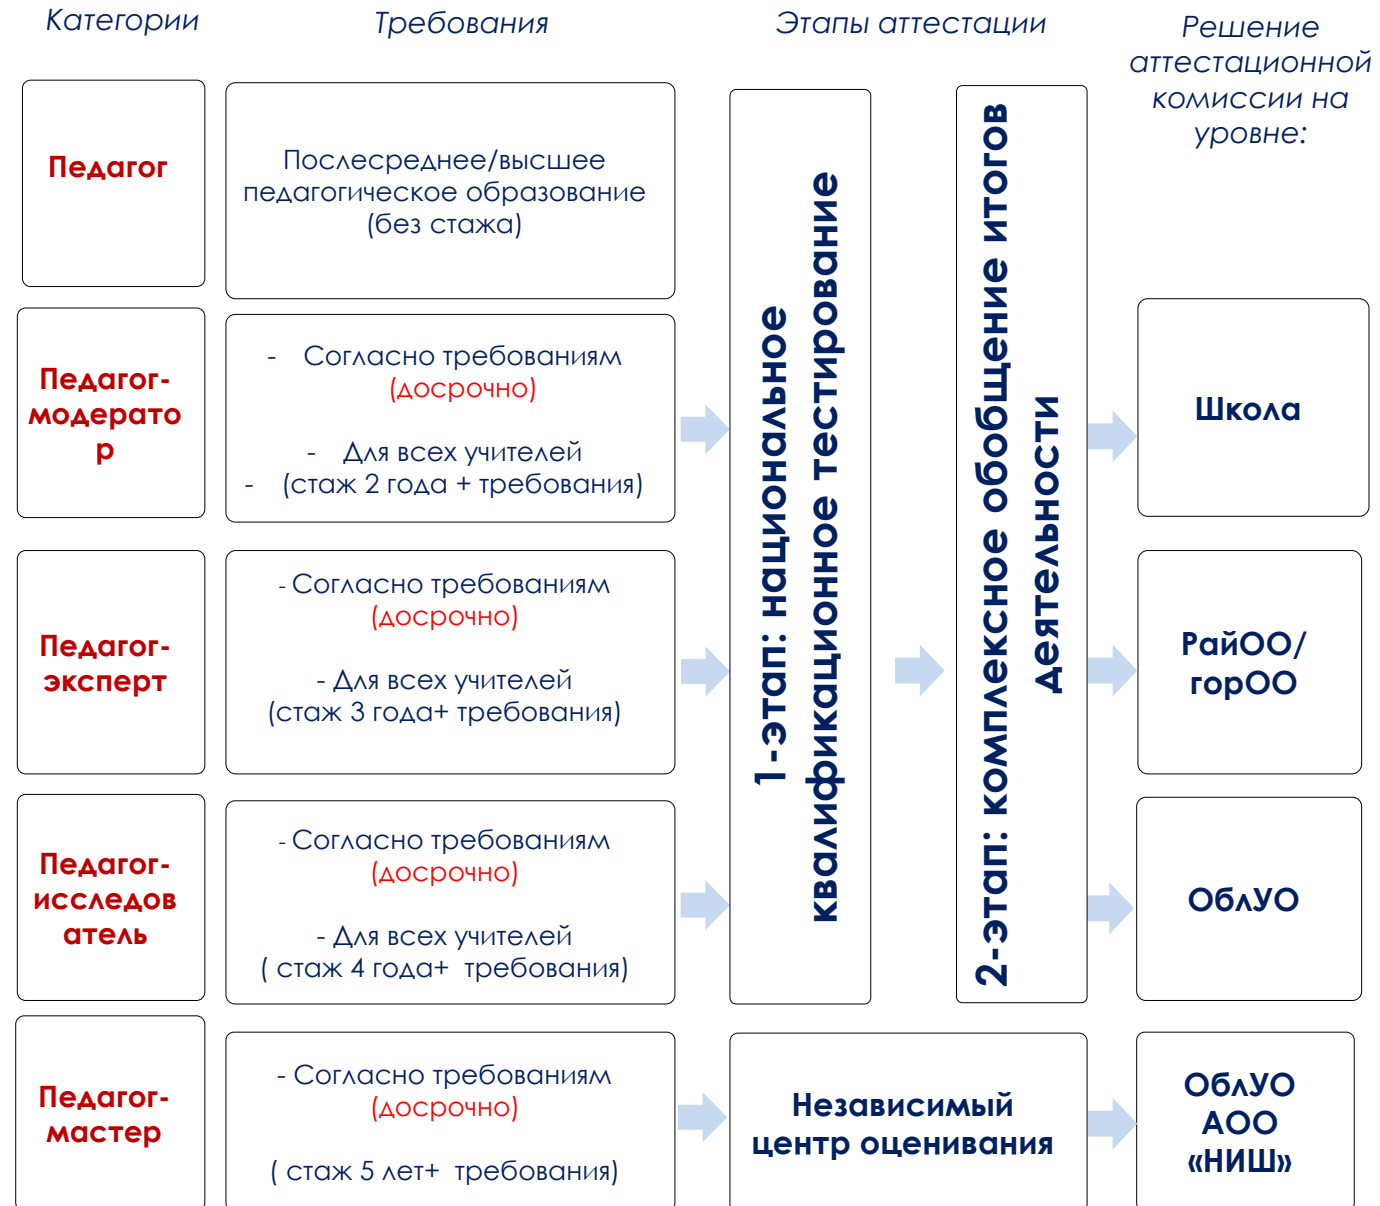 Категории
Требования
Этапы аттестации
Решение
аттестационной
комиссии на
уровне:
Педагог
Послесреднее/высшее
педагогическое образование
(без стажа)
Педагог-
модерато
р
- Согласно требованиям
(досрочно)
- Для всех учителей
- (стаж 2 года + требования)
Педагог-
эксперт
- Согласно требованиям
(досрочно)
- Для всех учителей
(стаж 3 года+ требования)
Педагог-
исследов
атель
- Согласно требованиям
(досрочно)
- Для всех учителей
( стаж 4 года+ требования)
Педагог-
мастер
- Согласно требованиям
(досрочно)
( стаж 5 лет+ требования)
1-этап: национальное
квалификационное тестирование
2-этап: комплексное обобщение итогов
деятельности
Независимый
центр оценивания
Школа
РайОО/
горОО
ОблУО
ОблУО
АОО
«НИШ»